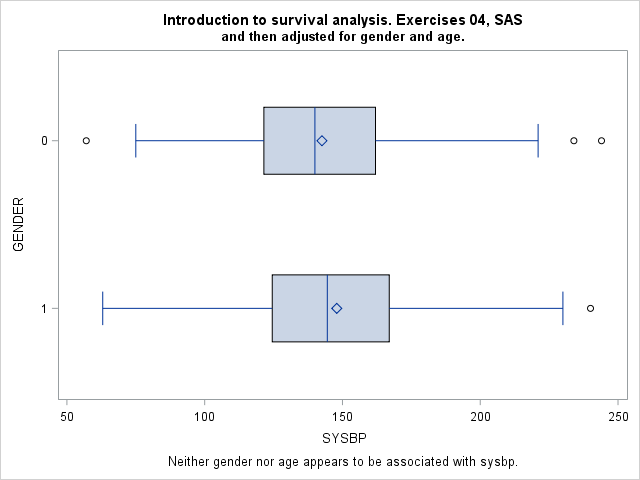 Introduction to survival analysis. Exercises 04, SAS
and then adjusted for gender and age.
0
GENDER
1
50 100 150 200 250
SYSBP
Neither gender nor age appears to be associated with sysbp.